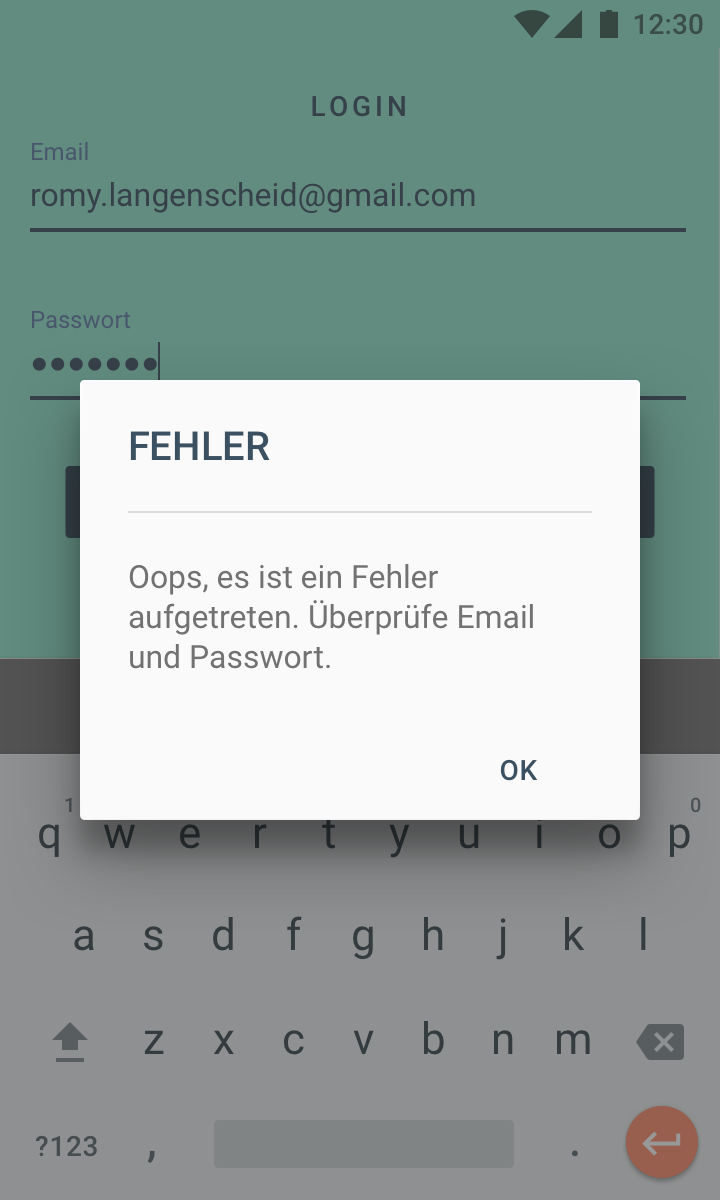 12:30
LOGIN
Email
romy.langenscheid@gmail.com
Passwort
•••••••
FEHLER
Oops, es ist ein Fehler
aufgetreten. Überprüfe Email
und Passwort.
OK
1 0
q w e r t y u i o p
a s d f g h j k l
z x c v b n m
?123 , .